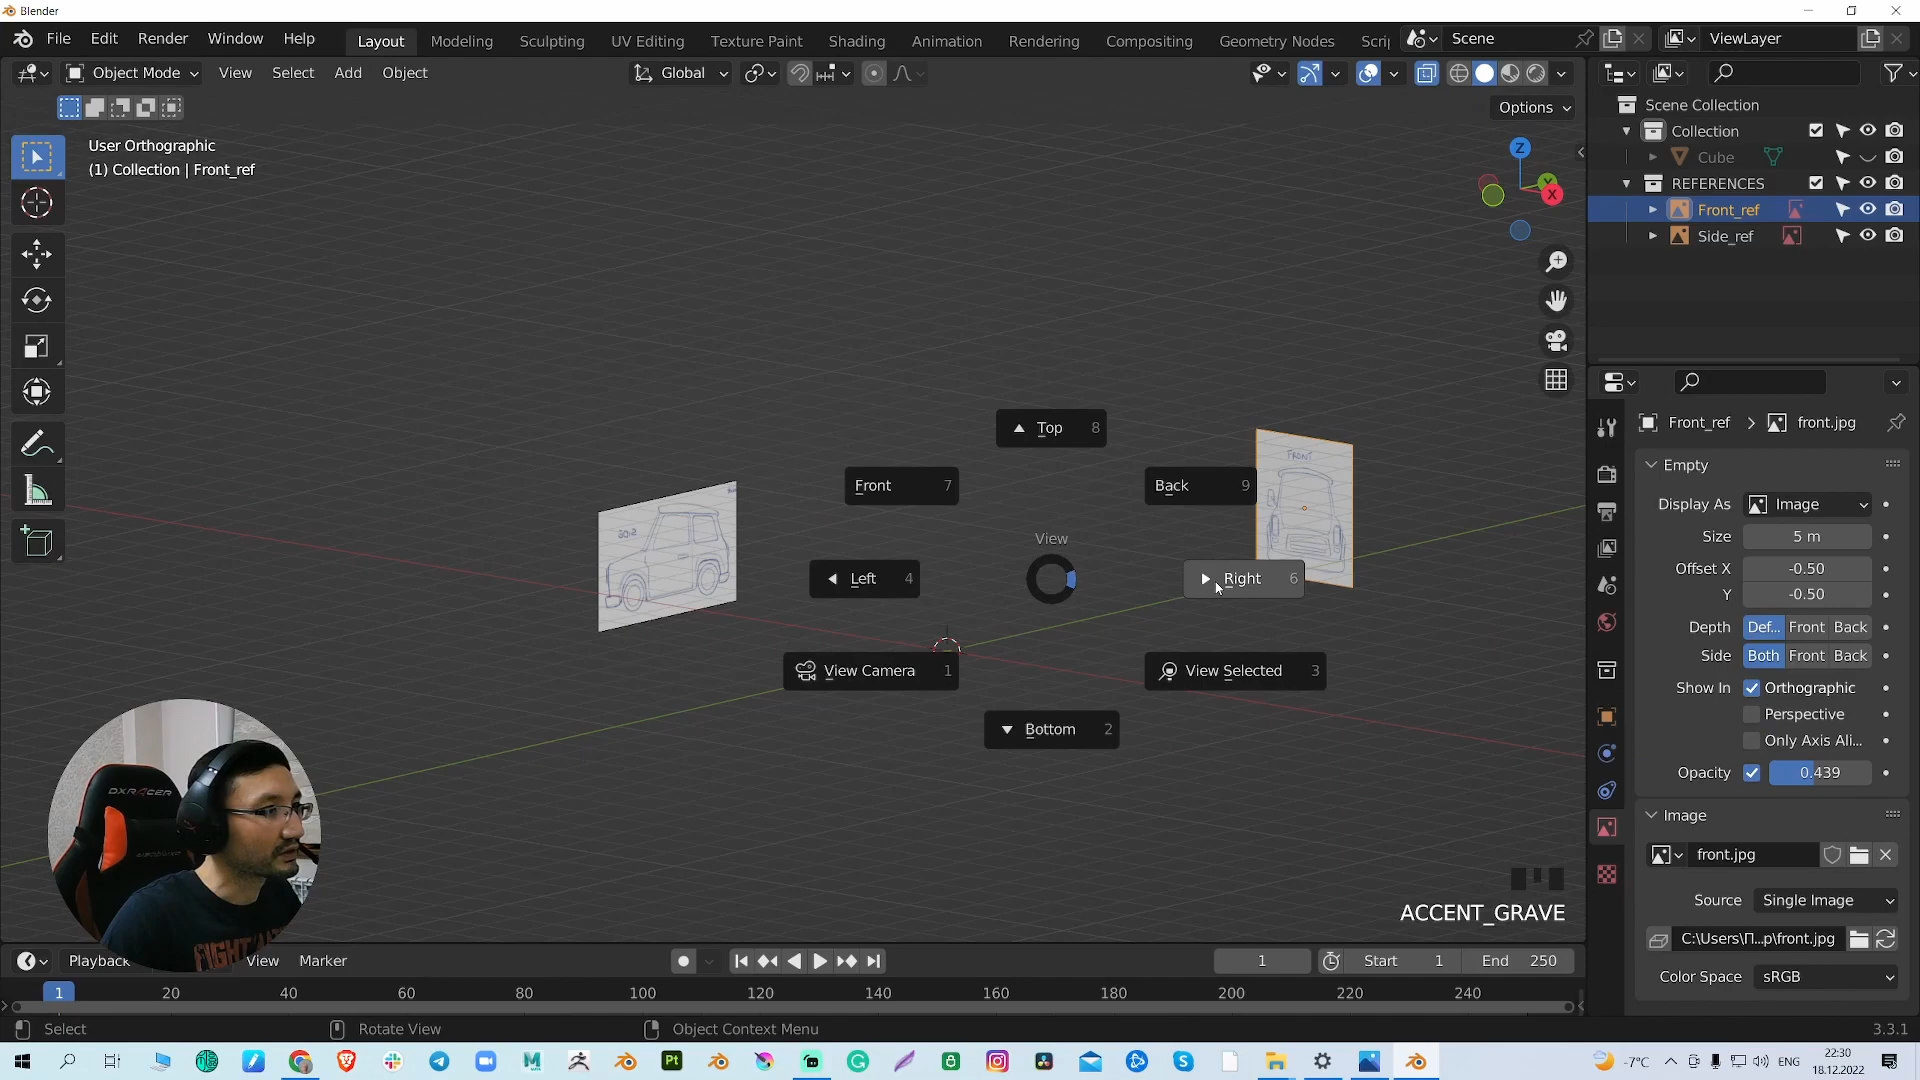 Blender
File Edit Render Window Help Layout Modeling Sculpting UV Editing Texture Paint Shading Animation Rendering Compositing Geometry Nodes Scrip Scene ViewLayer
Object Mode View Select Add Object Global
Options
User Orthographic
(1) Collection | Front_ref
Z
Y
X
Scene Collection
Collection
Cube
REFERENCES
Front_ref
Side_ref
Top 8
Front 7
Back 9
View
Left 4
Right 6
View Camera 1
View Selected 3
Bottom 2
FRONT
SIDE
Front_ref > front.jpg
Empty
Display As Image
Size 5 m
Offset X -0.50
Y -0.50
Depth Def... Front Back
Side Both Front Back
Show In Orthographic
Perspective
Only Axis Ali...
Opacity 0.439
Image
front.jpg
Source Single Image
C:\Users\П...p\front.jpg
Color Space sRGB
DXRACER
ACCENT_GRAVE
Playback View Marker 1 Start 1 End 250
1 20 40 60 80 100 120 140 160 180 200 220 240
Select Rotate View Object Context Menu 3.3.1
-7°C ENG 22:30
18.12.2022